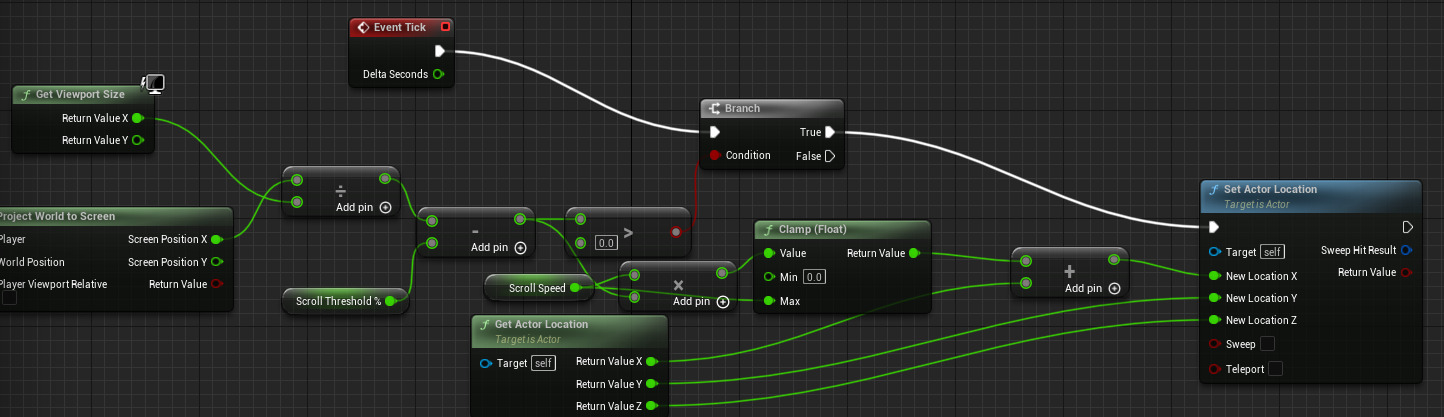 Event Tick
Delta Seconds
Get Viewport Size
Return Value X
Return Value Y
Branch
True
Condition
False
÷
Add pin
Project World to Screen
Player
Screen Position X
World Position
Screen Position Y
Player Viewport Relative
Return Value
Scroll Threshold %
-
Add pin
>
0.0
Scroll Speed
×
Add pin
Clamp (Float)
Value
Return Value
Min
0.0
Max
Get Actor Location
Target is Actor
Target
self
Return Value X
Return Value Y
Return Value Z
+
Add pin
Set Actor Location
Target is Actor
Target
self
Sweep Hit Result
New Location X
Return Value
New Location Y
New Location Z
Sweep
Teleport